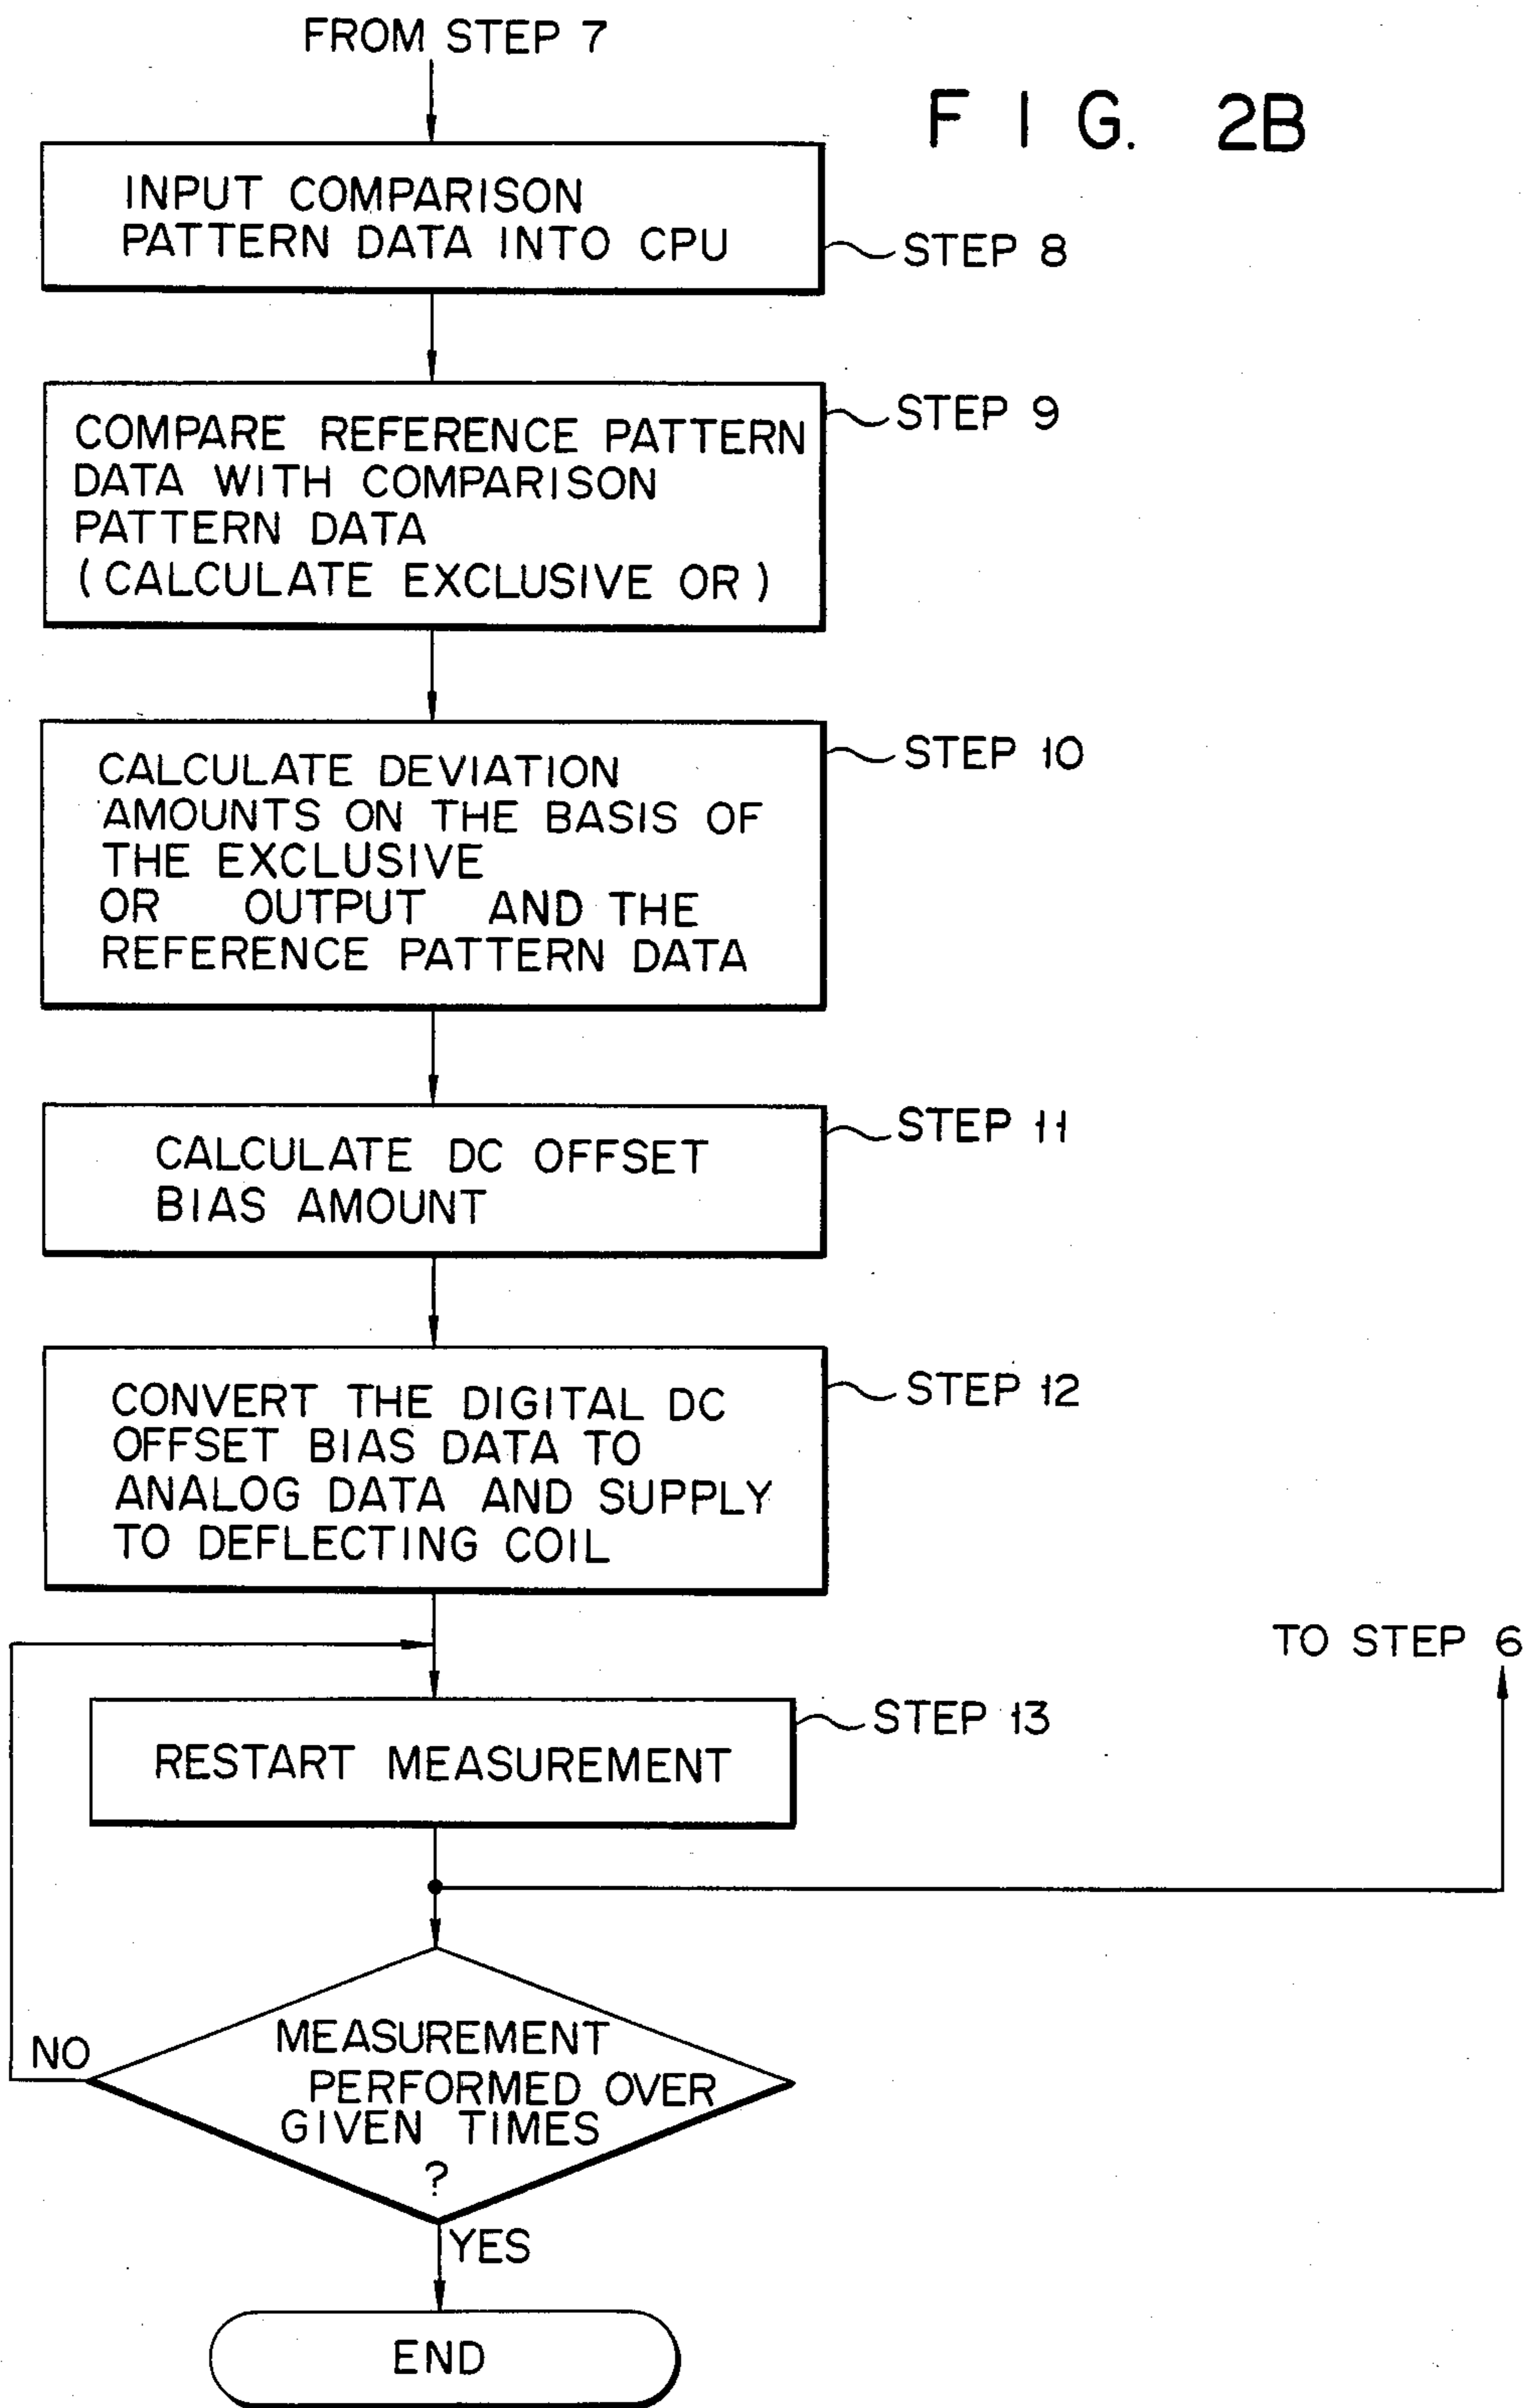 FROM STEP 7
F I G. 2B
INPUT COMPARISON
PATTERN DATA INTO CPU
STEP 8
COMPARE REFERENCE PATTERN
DATA WITH COMPARISON
PATTERN DATA
(CALCULATE EXCLUSIVE OR)
STEP 9
CALCULATE DEVIATION
AMOUNTS ON THE BASIS OF
THE EXCLUSIVE
OR OUTPUT AND THE
REFERENCE PATTERN DATA
STEP 10
CALCULATE DC OFFSET
BIAS AMOUNT
STEP 11
CONVERT THE DIGITAL DC
OFFSET BIAS DATA TO
ANALOG DATA AND SUPPLY
TO DEFLECTING COIL
STEP 12
TO STEP 6
RESTART MEASUREMENT
STEP 13
MEASUREMENT
PERFORMED OVER
GIVEN TIMES
?
NO
YES
END